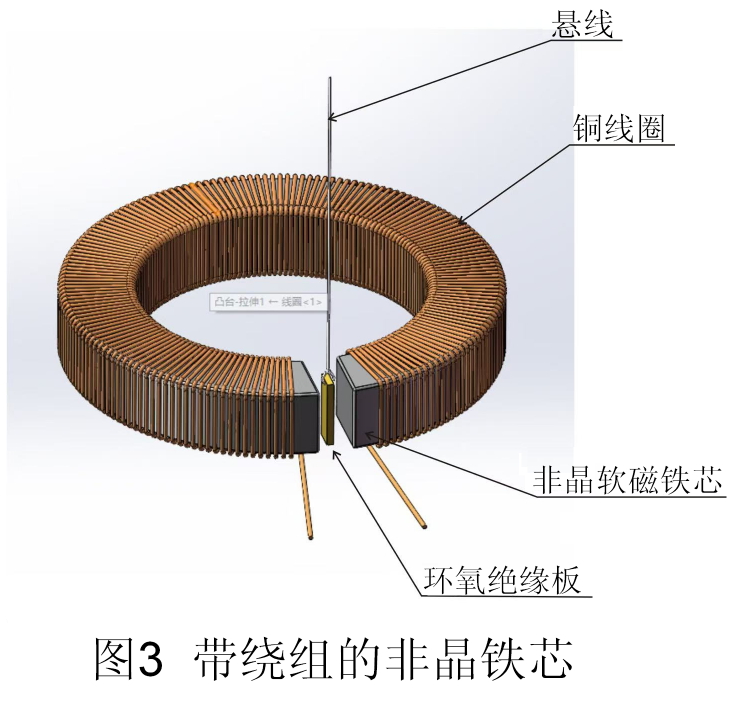 悬线
铜线圈
凸台-拉伸1 ← 线圈<1>
非晶软磁铁芯
环氧绝缘板
图3 带绕组的非晶铁芯